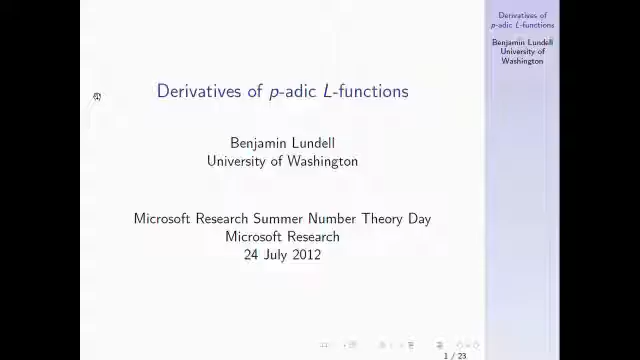 Derivatives of p-adic L-functions
Benjamin Lundell
University of Washington
Microsoft Research Summer Number Theory Day
Microsoft Research
24 July 2012
1 / 23
Derivatives of
p-adic L-functions
Benjamin Lundell
University of
Washington